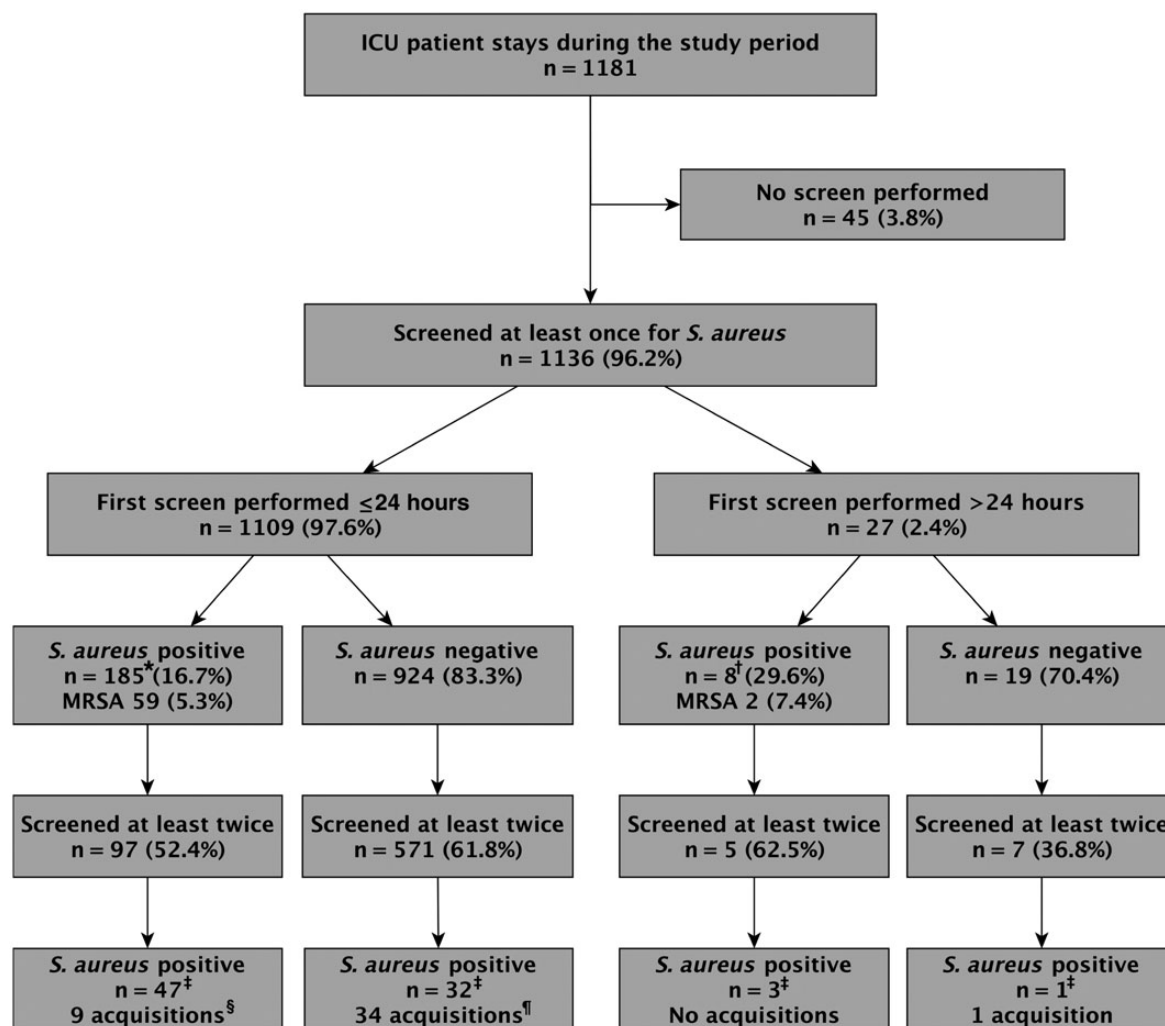 ICU patient stays during the study period
n = 1181
No screen performed
n = 45 (3.8%)
Screened at least once for S. aureus
n = 1136 (96.2%)
First screen performed ≤24 hours
n = 1109 (97.6%)
First screen performed >24 hours
n = 27 (2.4%)
S. aureus positive
n = 185* (16.7%)
MRSA 59 (5.3%)
S. aureus negative
n = 924 (83.3%)
S. aureus positive
n = 8† (29.6%)
MRSA 2 (7.4%)
S. aureus negative
n = 19 (70.4%)
Screened at least twice
n = 97 (52.4%)
Screened at least twice
n = 571 (61.8%)
Screened at least twice
n = 5 (62.5%)
Screened at least twice
n = 7 (36.8%)
S. aureus positive
n = 47‡
9 acquisitions§
S. aureus positive
n = 32‡
34 acquisitions¶
S. aureus positive
n = 3‡
No acquisitions
S. aureus positive
n = 1‡
1 acquisition